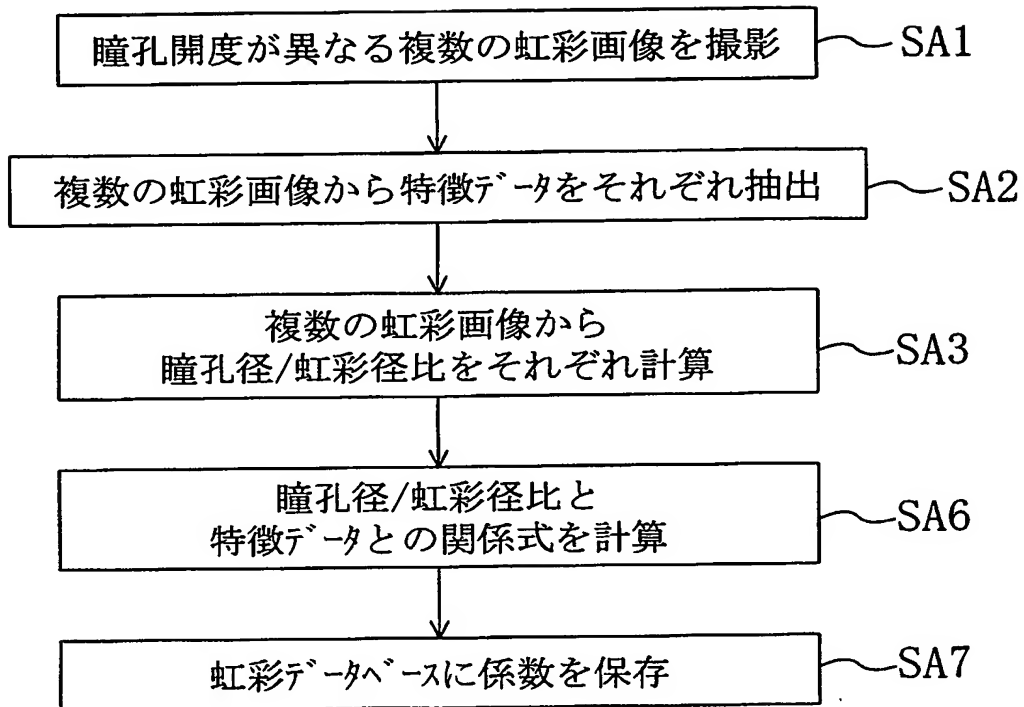 瞳孔開度が異なる複数の虹彩画像を撮影
SA1
複数の虹彩画像から特徴ﾃﾞｰﾀをそれぞれ抽出
SA2
複数の虹彩画像から
瞳孔径/虹彩径比をそれぞれ計算
SA3
瞳孔径/虹彩径比と
特徴ﾃﾞｰﾀとの関係式を計算
SA6
虹彩ﾃﾞｰﾀﾍﾞｰｽに係数を保存
SA7